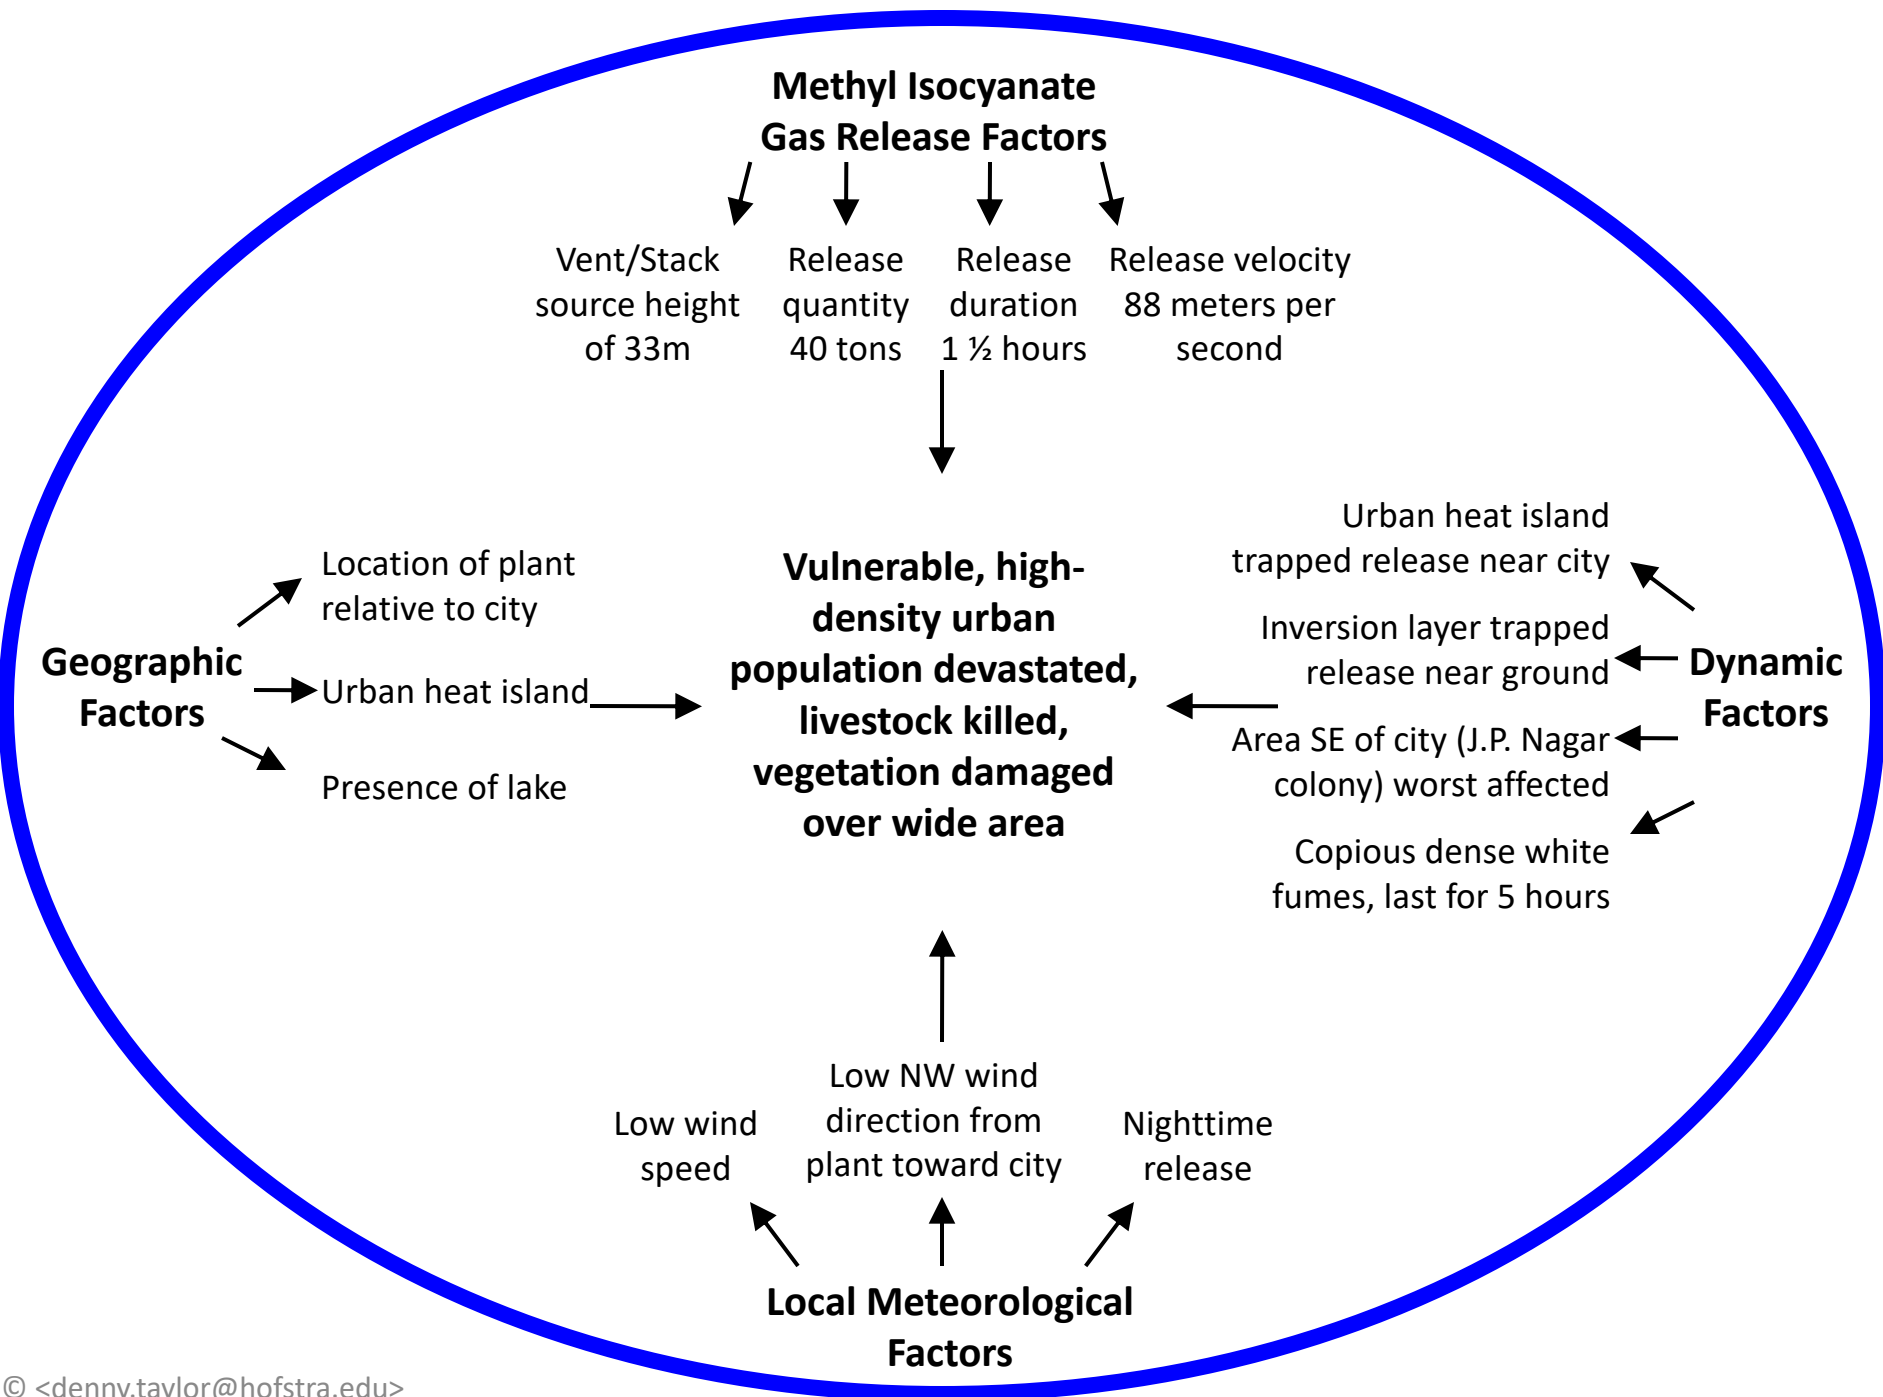 Methyl Isocyanate
Gas Release Factors
Vent/Stack
source height
of 33m
Release
quantity
40 tons
Release
duration
1 ½ hours
Release velocity
88 meters per
second
Geographic
Factors
Location of plant
relative to city
Urban heat island
Presence of lake
Vulnerable, high-
density urban
population devastated,
livestock killed,
vegetation damaged
over wide area
Urban heat island
trapped release near city
Inversion layer trapped
release near ground
Area SE of city (J.P. Nagar
colony) worst affected
Copious dense white
fumes, last for 5 hours
Dynamic
Factors
Low wind
speed
Low NW wind
direction from
plant toward city
Nighttime
release
Local Meteorological
Factors
© <denny.taylor@hofstra.edu>